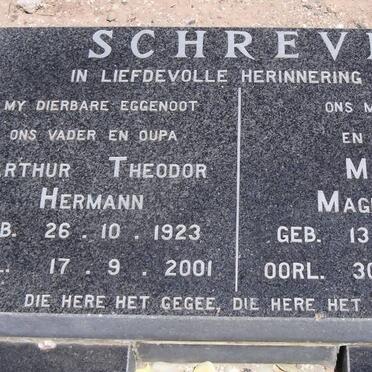 SCHREV
IN LIEFDEVOLLE HERINNERING
MY DIERBARE EGGENOOT
ONS VADER EN OUPA
ARTHUR THEODOR
HERMANN
B. 26.10.1923
L. 17.9.2001
ONS M
EN
M
MAG
GEB. 13
OORL. 30
DIE HERE HET GEGEE, DIE HERE HET